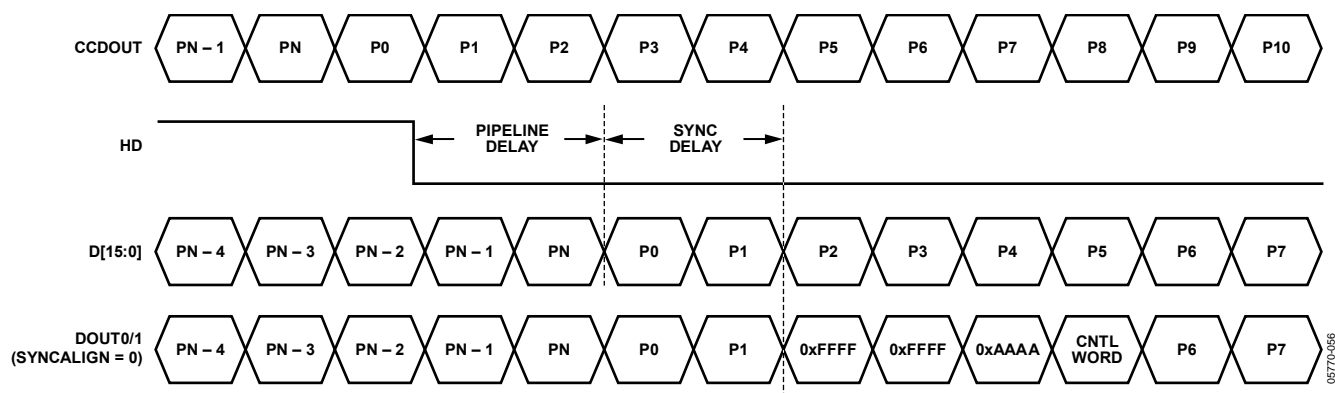 CCDOUT PN – 1 PN P0 P1 P2 P3 P4 P5 P6 P7 P8 P9 P10
HD
PIPELINE
DELAY
SYNC
DELAY
D[15:0] PN – 4 PN – 3 PN – 2 PN – 1 PN P0 P1 P2 P3 P4 P5 P6 P7
DOUT0/1
(SYNCALIGN = 0)
PN – 4 PN – 3 PN – 2 PN – 1 PN P0 P1 0xFFFF 0xFFFF 0xAAAA CNTL
WORD P6 P7
05770-056